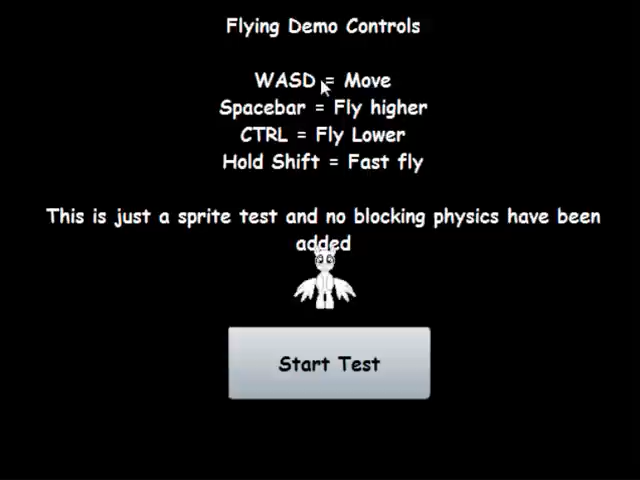 Flying Demo Controls
WASD = Move
Spacebar = Fly higher
CTRL = Fly Lower
Hold Shift = Fast fly
This is just a sprite test and no blocking physics have been
added
Start Test